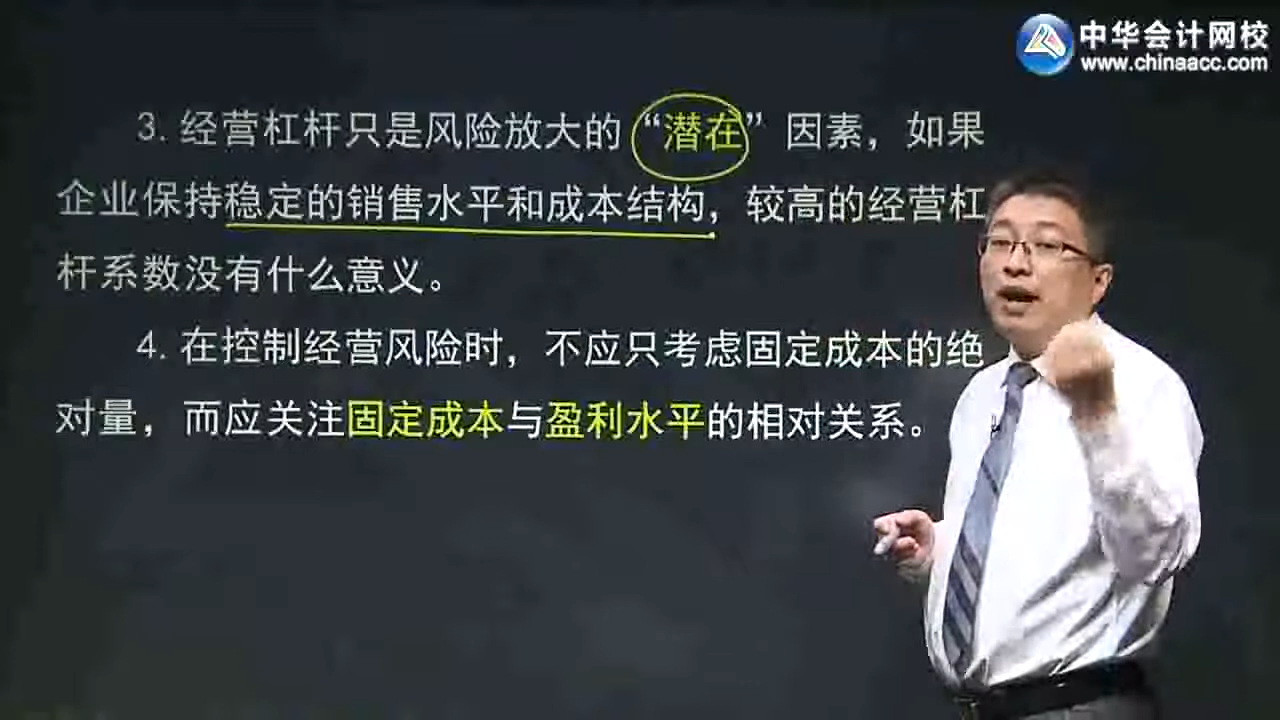 中华会计网校
www.chinaacc.com
3. 经营杠杆只是风险放大的“潜在”因素，如果
企业保持稳定的销售水平和成本结构，较高的经营杠
杆系数没有什么意义。
4. 在控制经营风险时，不应只考虑固定成本的绝
对量，而应关注固定成本与盈利水平的相对关系。